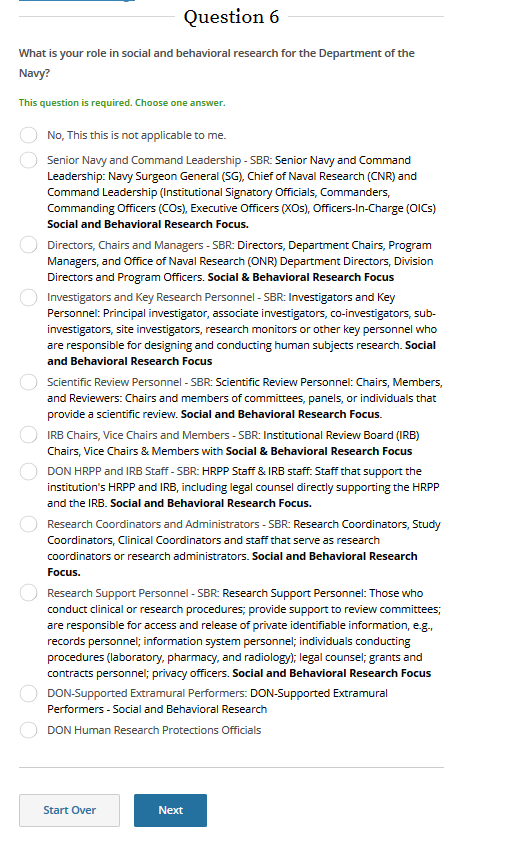 Question 6
What is your role in social and behavioral research for the Department of the
Navy?
This question is required. Choose one answer.
No, This this is not applicable to me.
Senior Navy and Command Leadership - SBR: Senior Navy and Command
Leadership: Navy Surgeon General (SG), Chief of Naval Research (CNR) and
Command Leadership (Institutional Signatory Officials, Commanders,
Commanding Officers (COs), Executive Officers (XOs), Officers-In-Charge (OICs)
Social and Behavioral Research Focus.
Directors, Chairs and Managers - SBR: Directors, Department Chairs, Program
Managers, and Office of Naval Research (ONR) Department Directors, Division
Directors and Program Officers. Social & Behavioral Research Focus
Investigators and Key Research Personnel - SBR: Investigators and Key
Personnel: Principal investigator, associate investigators, co-investigators, sub-
investigators, site investigators, research monitors or other key personnel who
are responsible for designing and conducting human subjects research. Social
and Behavioral Research Focus
Scientific Review Personnel - SBR: Scientific Review Personnel: Chairs, Members,
and Reviewers: Chairs and members of committees, panels, or individuals that
provide a scientific review. Social and Behavioral Research Focus.
IRB Chairs, Vice Chairs and Members - SBR: Institutional Review Board (IRB)
Chairs, Vice Chairs & Members with Social & Behavioral Research Focus
DON HRPP and IRB Staff - SBR: HRPP Staff & IRB staff: Staff that support the
institution's HRPP and IRB, including legal counsel directly supporting the HRPP
and the IRB. Social and Behavioral Research Focus.
Research Coordinators and Administrators - SBR: Research Coordinators, Study
Coordinators, Clinical Coordinators and staff that serve as research
coordinators or research administrators. Social and Behavioral Research
Focus.
Research Support Personnel - SBR: Research Support Personnel: Those who
conduct clinical or research procedures; provide support to review committees;
are responsible for access and release of private identifiable information, e.g.,
records personnel; information system personnel; individuals conducting
procedures (laboratory, pharmacy, and radiology); legal counsel; grants and
contracts personnel; privacy officers. Social and Behavioral Research Focus
DON-Supported Extramural Performers: DON-Supported Extramural
Performers - Social and Behavioral Research
DON Human Research Protections Officials
Start Over
Next